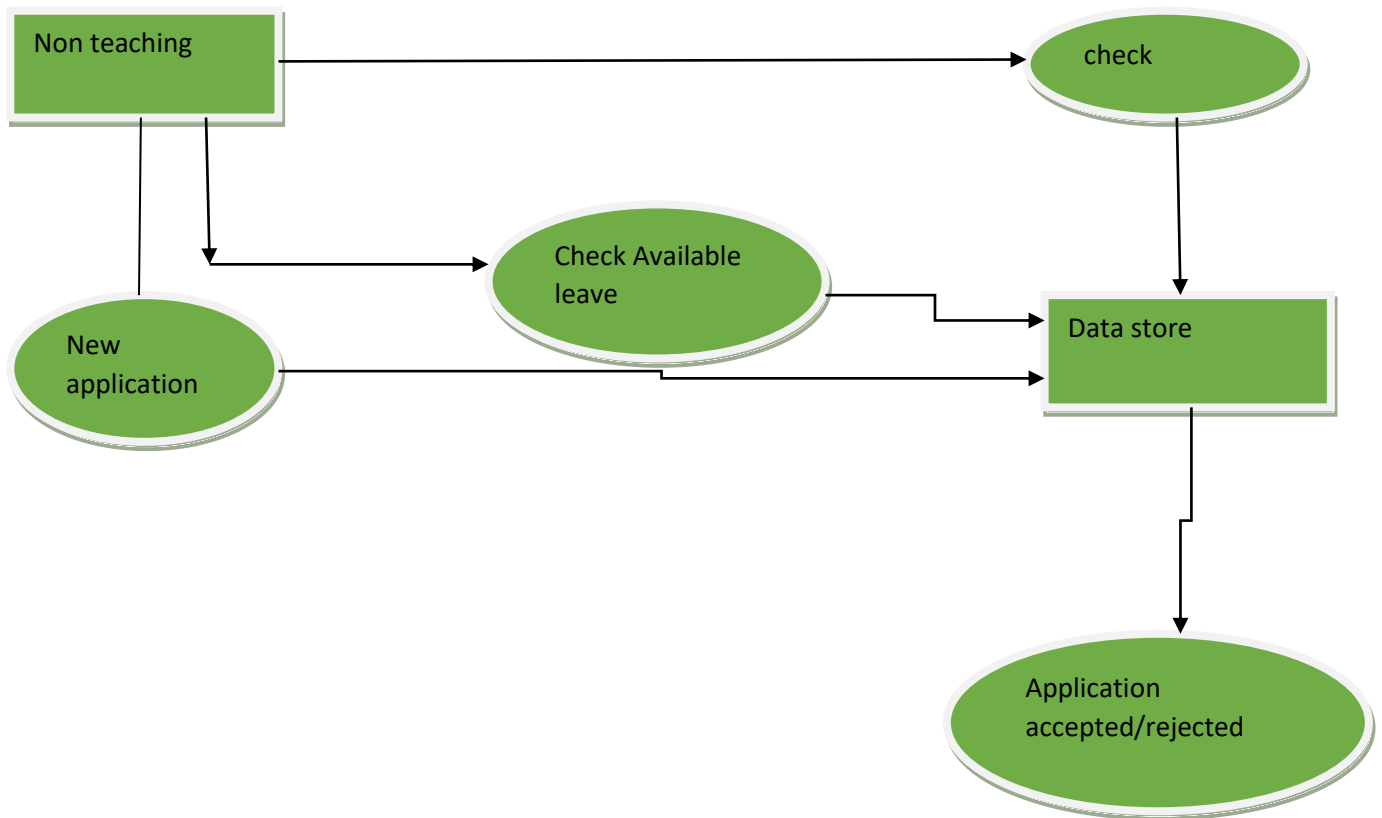 Non teaching
check
Check Available
leave
New
application
Data store
Application
accepted/rejected